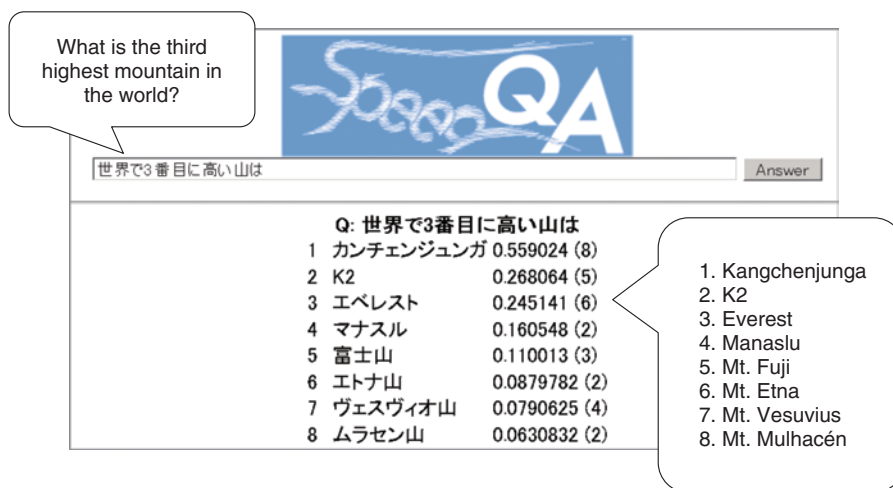 What is the third
highest mountain in
the world?
Speed QA
世界で3番目に高い山は
Answer
Q: 世界で3番目に高い山は
1 カンチェンジュンガ 0.559024 (8)
2 K2 0.268064 (5)
3 エベレスト 0.245141 (6)
4 マナスル 0.160548 (2)
5 富士山 0.110013 (3)
6 エトナ山 0.0879782 (2)
7 ヴェスヴィオ山 0.0790625 (4)
8 ムラセン山 0.0630832 (2)
1. Kangchenjunga
2. K2
3. Everest
4. Manaslu
5. Mt. Fuji
6. Mt. Etna
7. Mt. Vesuvius
8. Mt. Mulhacén